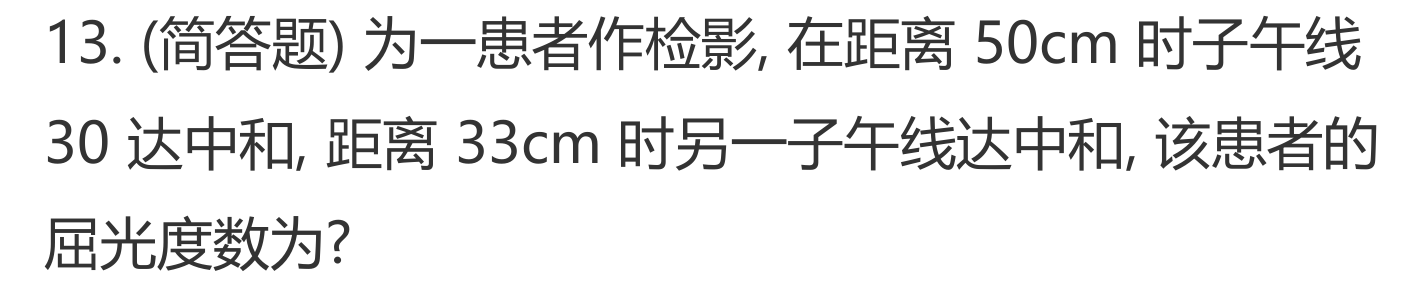 13. (简答题) 为一患者作检影, 在距离 50cm 时子午线
30 达中和, 距离 33cm 时另一子午线达中和, 该患者的
屈光度数为?